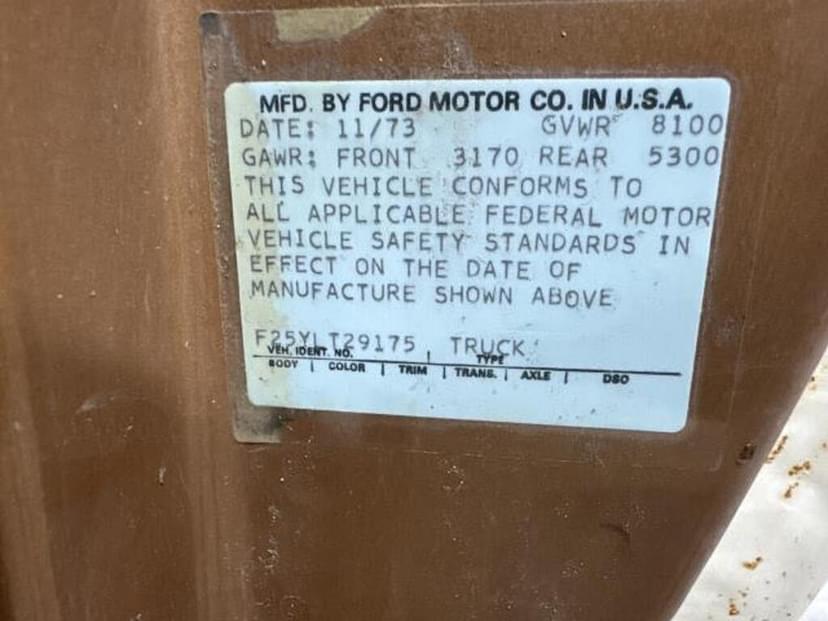 MFD. BY FORD MOTOR CO. IN U.S.A.
DATE: 11/73 GVWR 8100
GAWR: FRONT 3170 REAR 5300
THIS VEHICLE CONFORMS TO
ALL APPLICABLE FEDERAL MOTOR
VEHICLE SAFETY STANDARDS IN
EFFECT ON THE DATE OF
MANUFACTURE SHOWN ABOVE
F25YLT29175 TRUCK
VEH. IDENT. NO. TYPE
BODY | COLOR | TRIM | TRANS. | AXLE | DSO